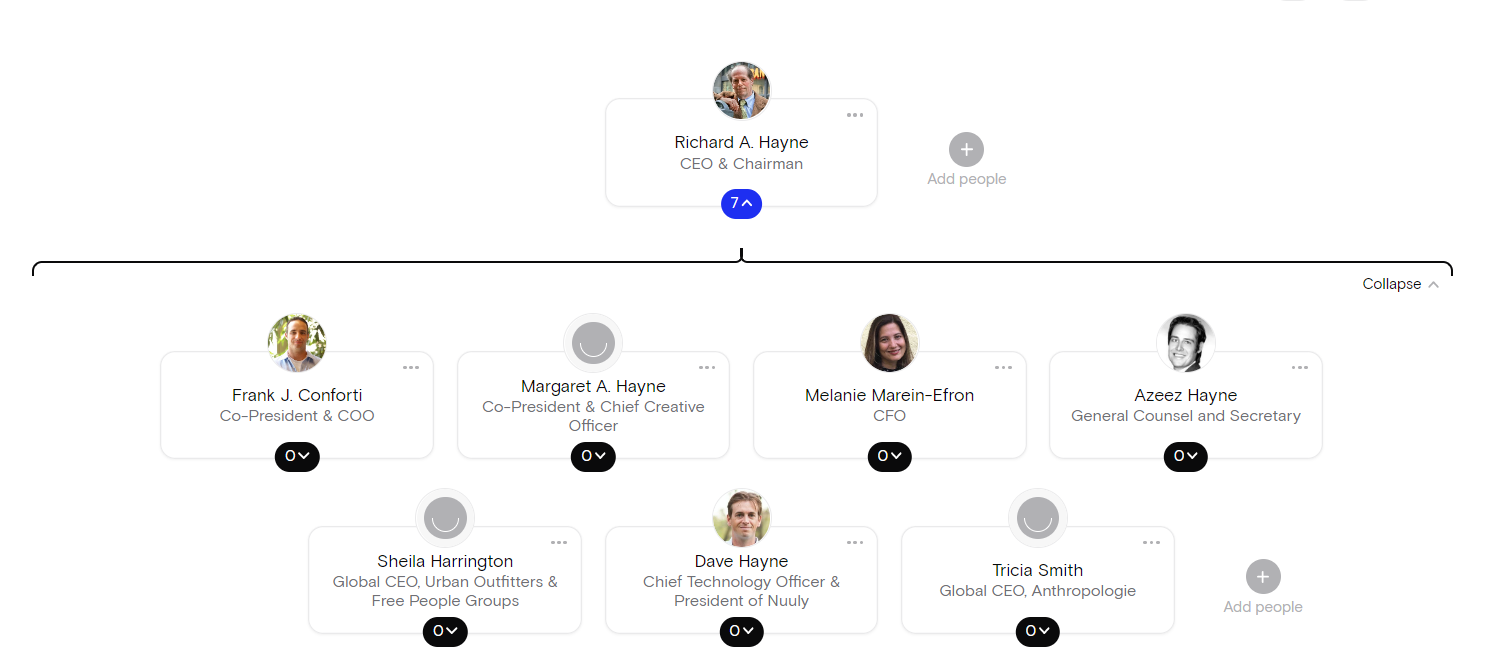 Richard A. Hayne
CEO & Chairman
7
Add people
Collapse
Frank J. Conforti
Co-President & COO
0
Margaret A. Hayne
Co-President & Chief Creative
Officer
0
Melanie Marein-Efron
CFO
0
Azeez Hayne
General Counsel and Secretary
0
Sheila Harrington
Global CEO, Urban Outfitters &
Free People Groups
0
Dave Hayne
Chief Technology Officer &
President of Nuuly
0
Tricia Smith
Global CEO, Anthropologie
0
Add people